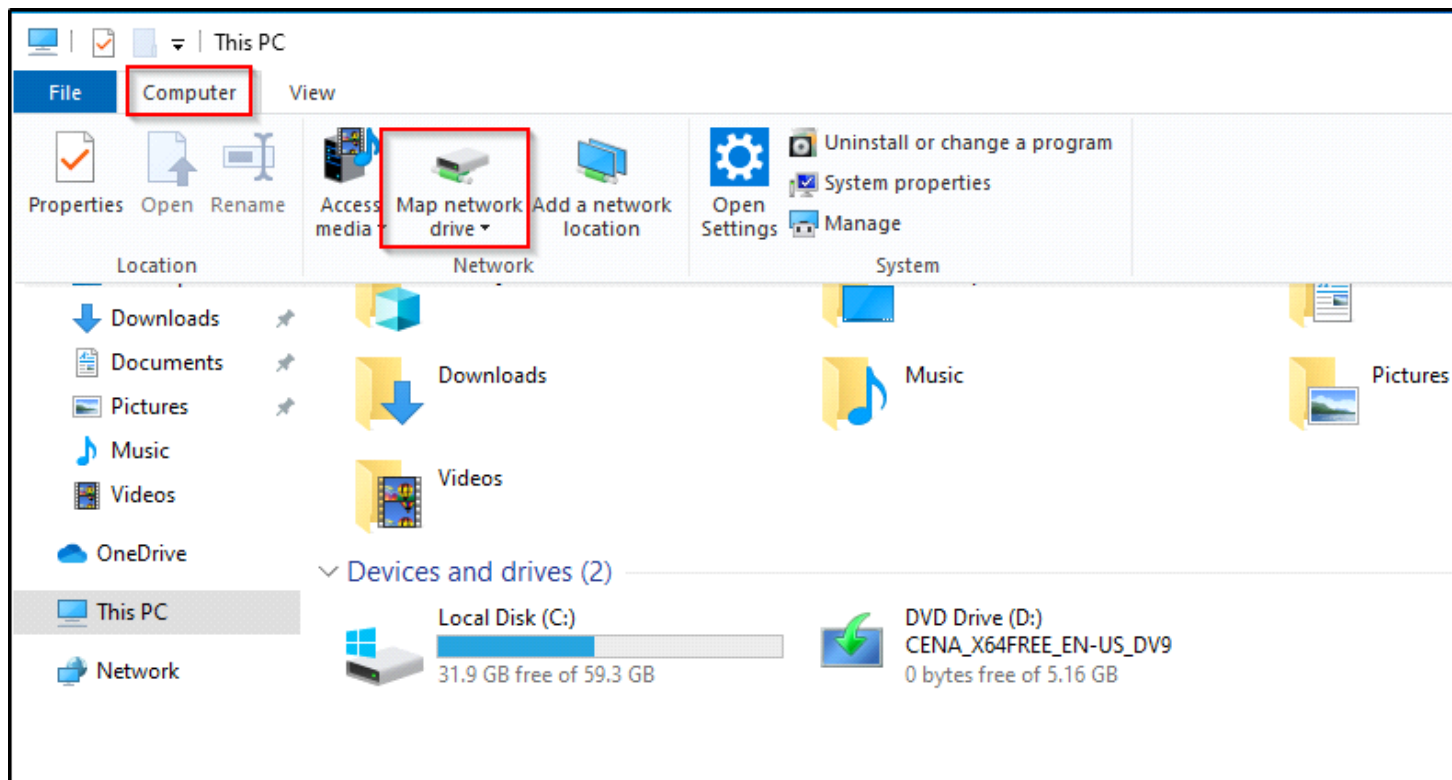 This PC
File
Computer
View
Properties
Open
Rename
Access
media
Map network
drive
Add a network
location
Open
Settings
Uninstall or change a program
System properties
Manage
Location
Network
System
Downloads
Documents
Pictures
Music
Videos
OneDrive
This PC
Network
Downloads
Music
Pictures
Videos
Devices and drives (2)
Local Disk (C:)
31.9 GB free of 59.3 GB
DVD Drive (D:)
CENA_X64FREE_EN-US_DV9
0 bytes free of 5.16 GB